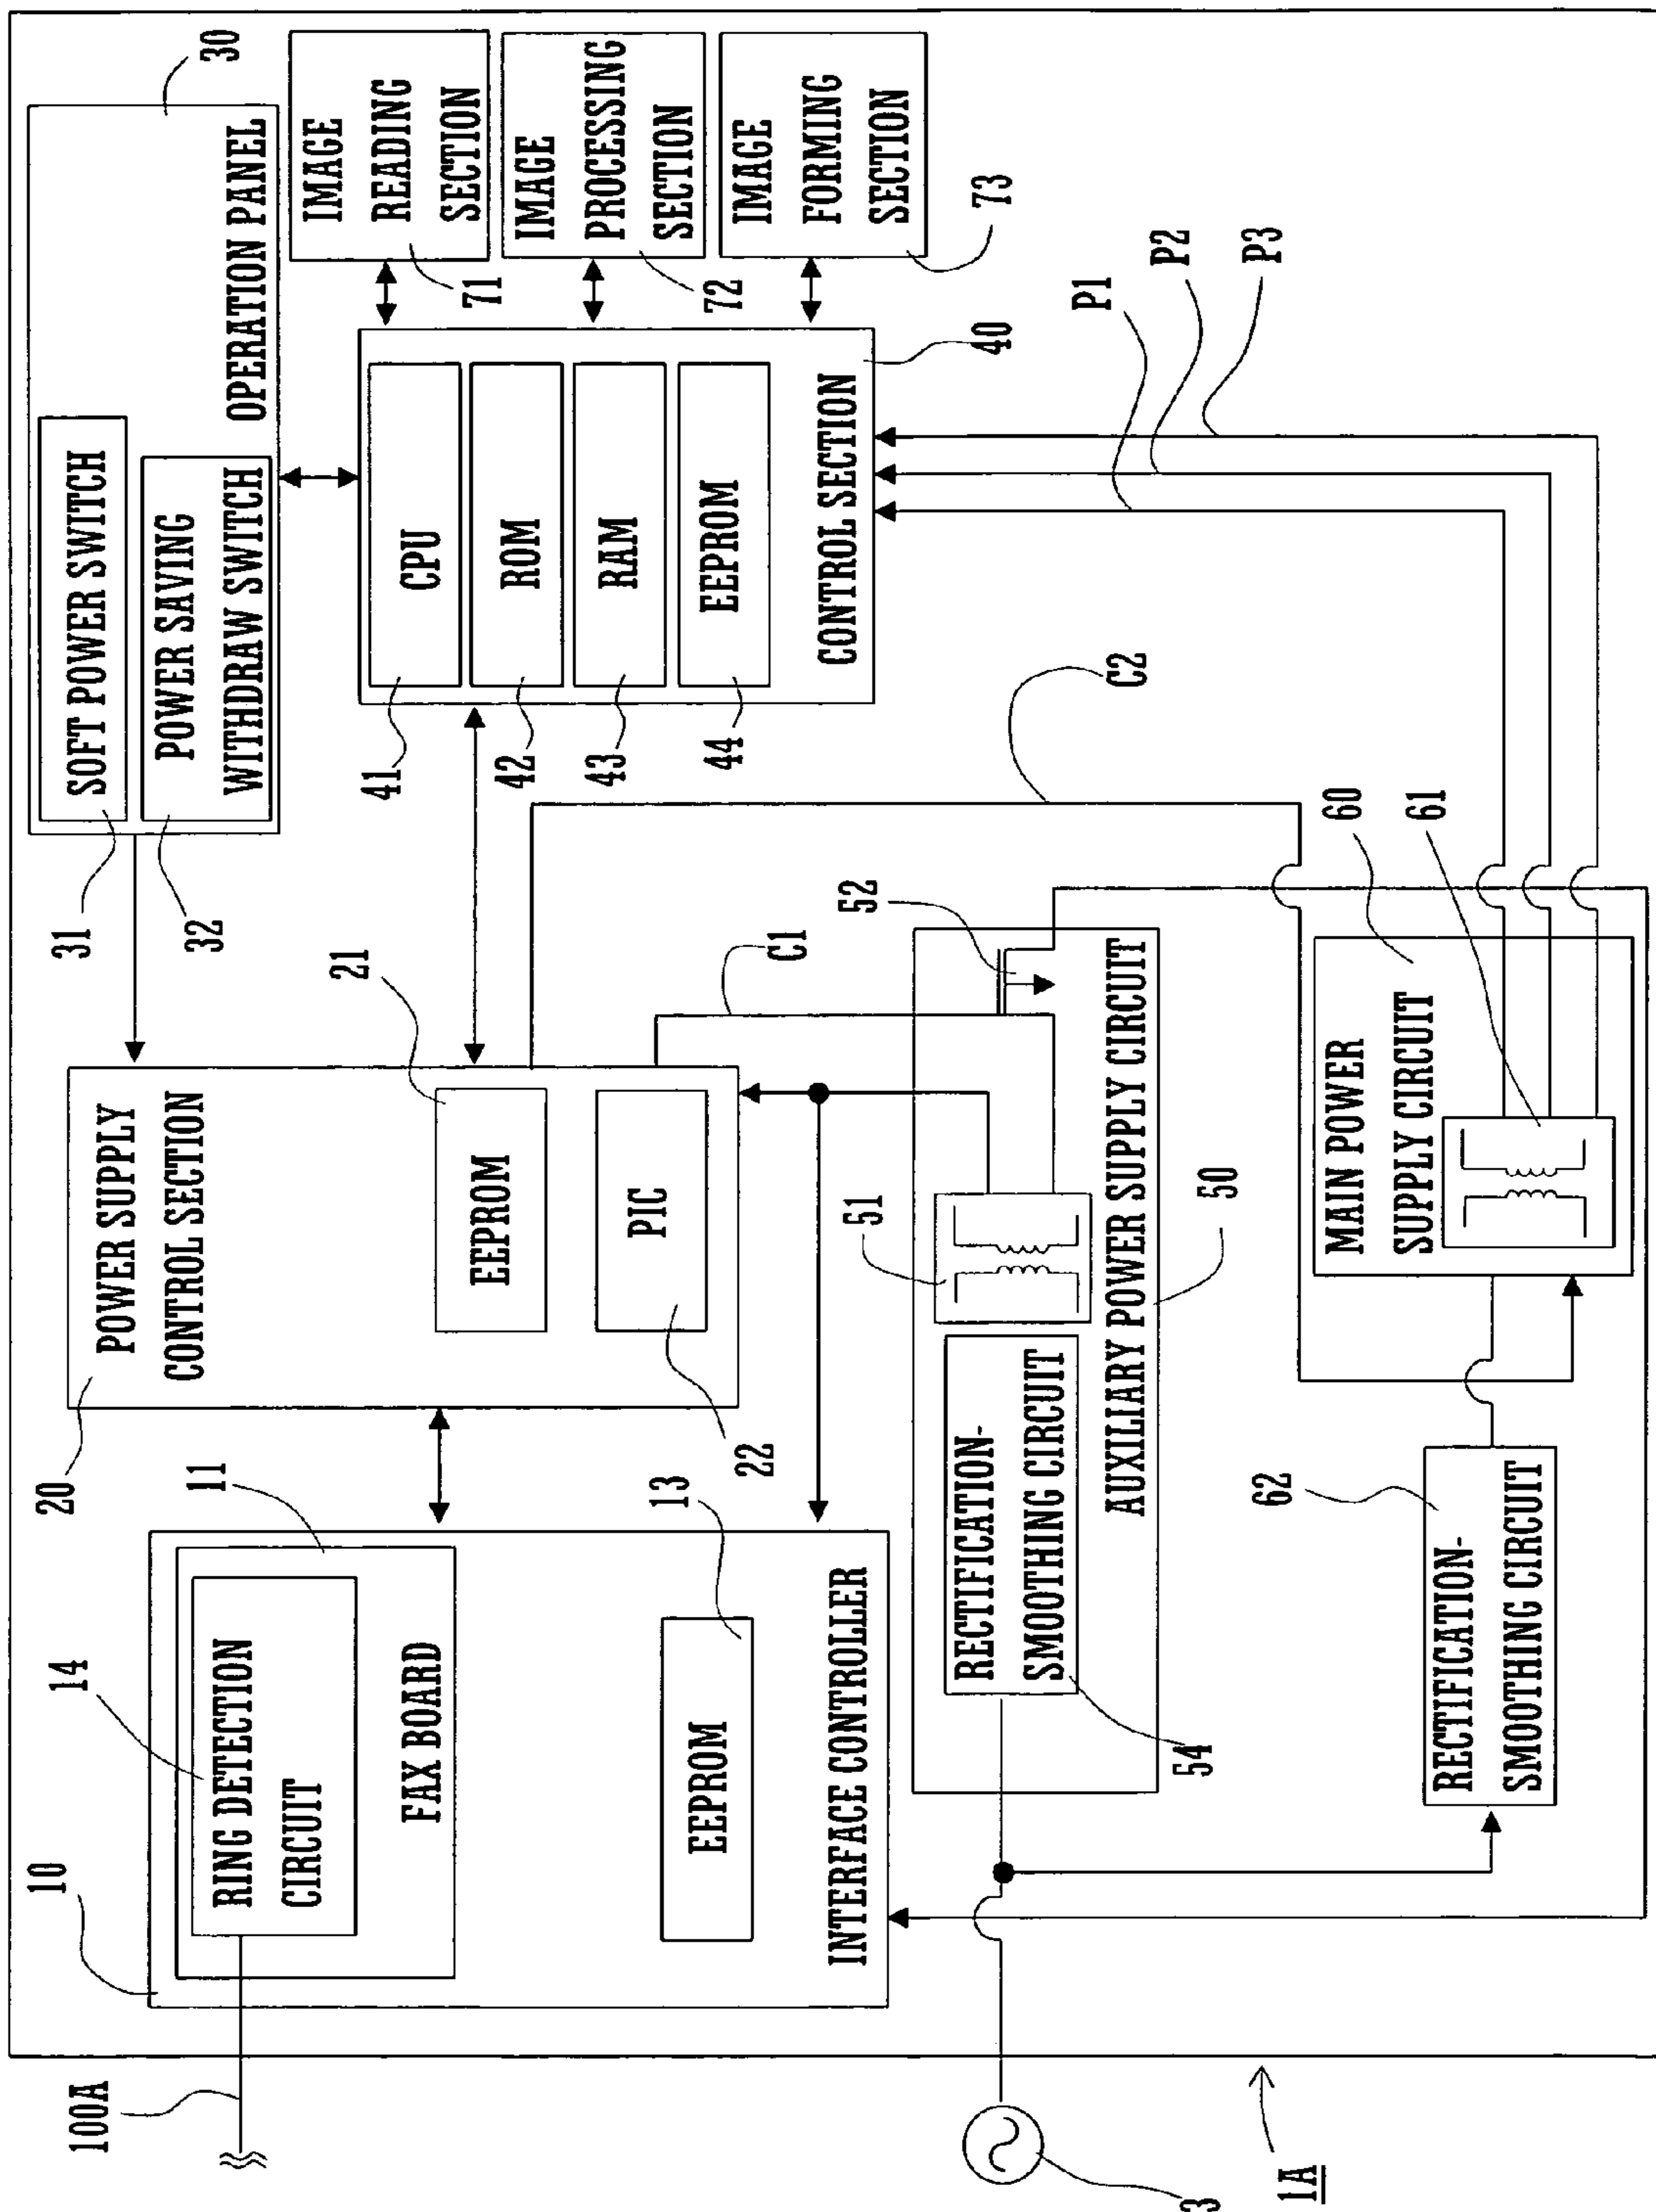 100A
10
14
RING DETECTION
CIRCUIT
11
FAX BOARD
13
EEPROM
INTERFACE CONTROLLER
20
POWER SUPPLY
CONTROL SECTION
21
EEPROM
PIC
22
31
SOFT POWER SWITCH
32
POWER SAVING
WITHDRAW SWITCH
OPERATION PANEL
30
41
CPU
42
ROM
43
RAM
44
EEPROM
CONTROL SECTION
40
IMAGE
READING
SECTION
71
IMAGE
PROCESSING
SECTION
72
IMAGE
FORMING
SECTION
73
C1
C2
P1
P2
P3
3
RECTIFICATION-
SMOOTHING CIRCUIT
54
51
52
AUXILIARY POWER SUPPLY CIRCUIT
50
62
RECTIFICATION-
SMOOTHING CIRCUIT
MAIN POWER
SUPPLY CIRCUIT
60
61
1A